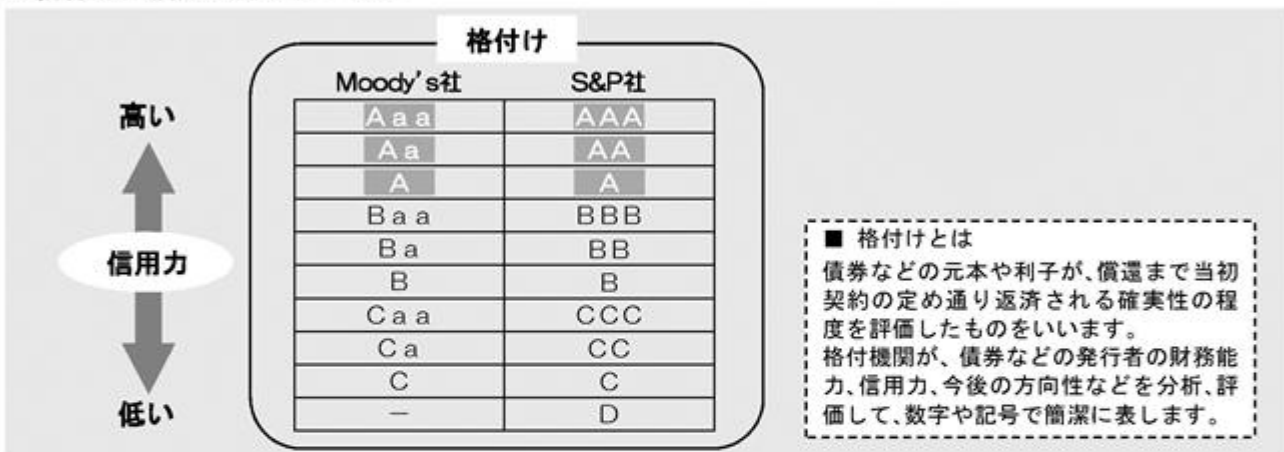 格付け
Moody's社 S&P社
高い
Aaa AAA
Aa AA
A A
Baa BBB
Ba BB
信用力
B B
Caa CCC
Ca CC
C C
低い
－ D
■ 格付けとは
債券などの元本や利子が、償還まで当初
契約の定め通り返済される確実性の程
度を評価したものをいいます。
格付機関が、債券などの発行者の財務能
力、信用力、今後の方向性などを分析、評
価して、数字や記号で簡潔に表します。